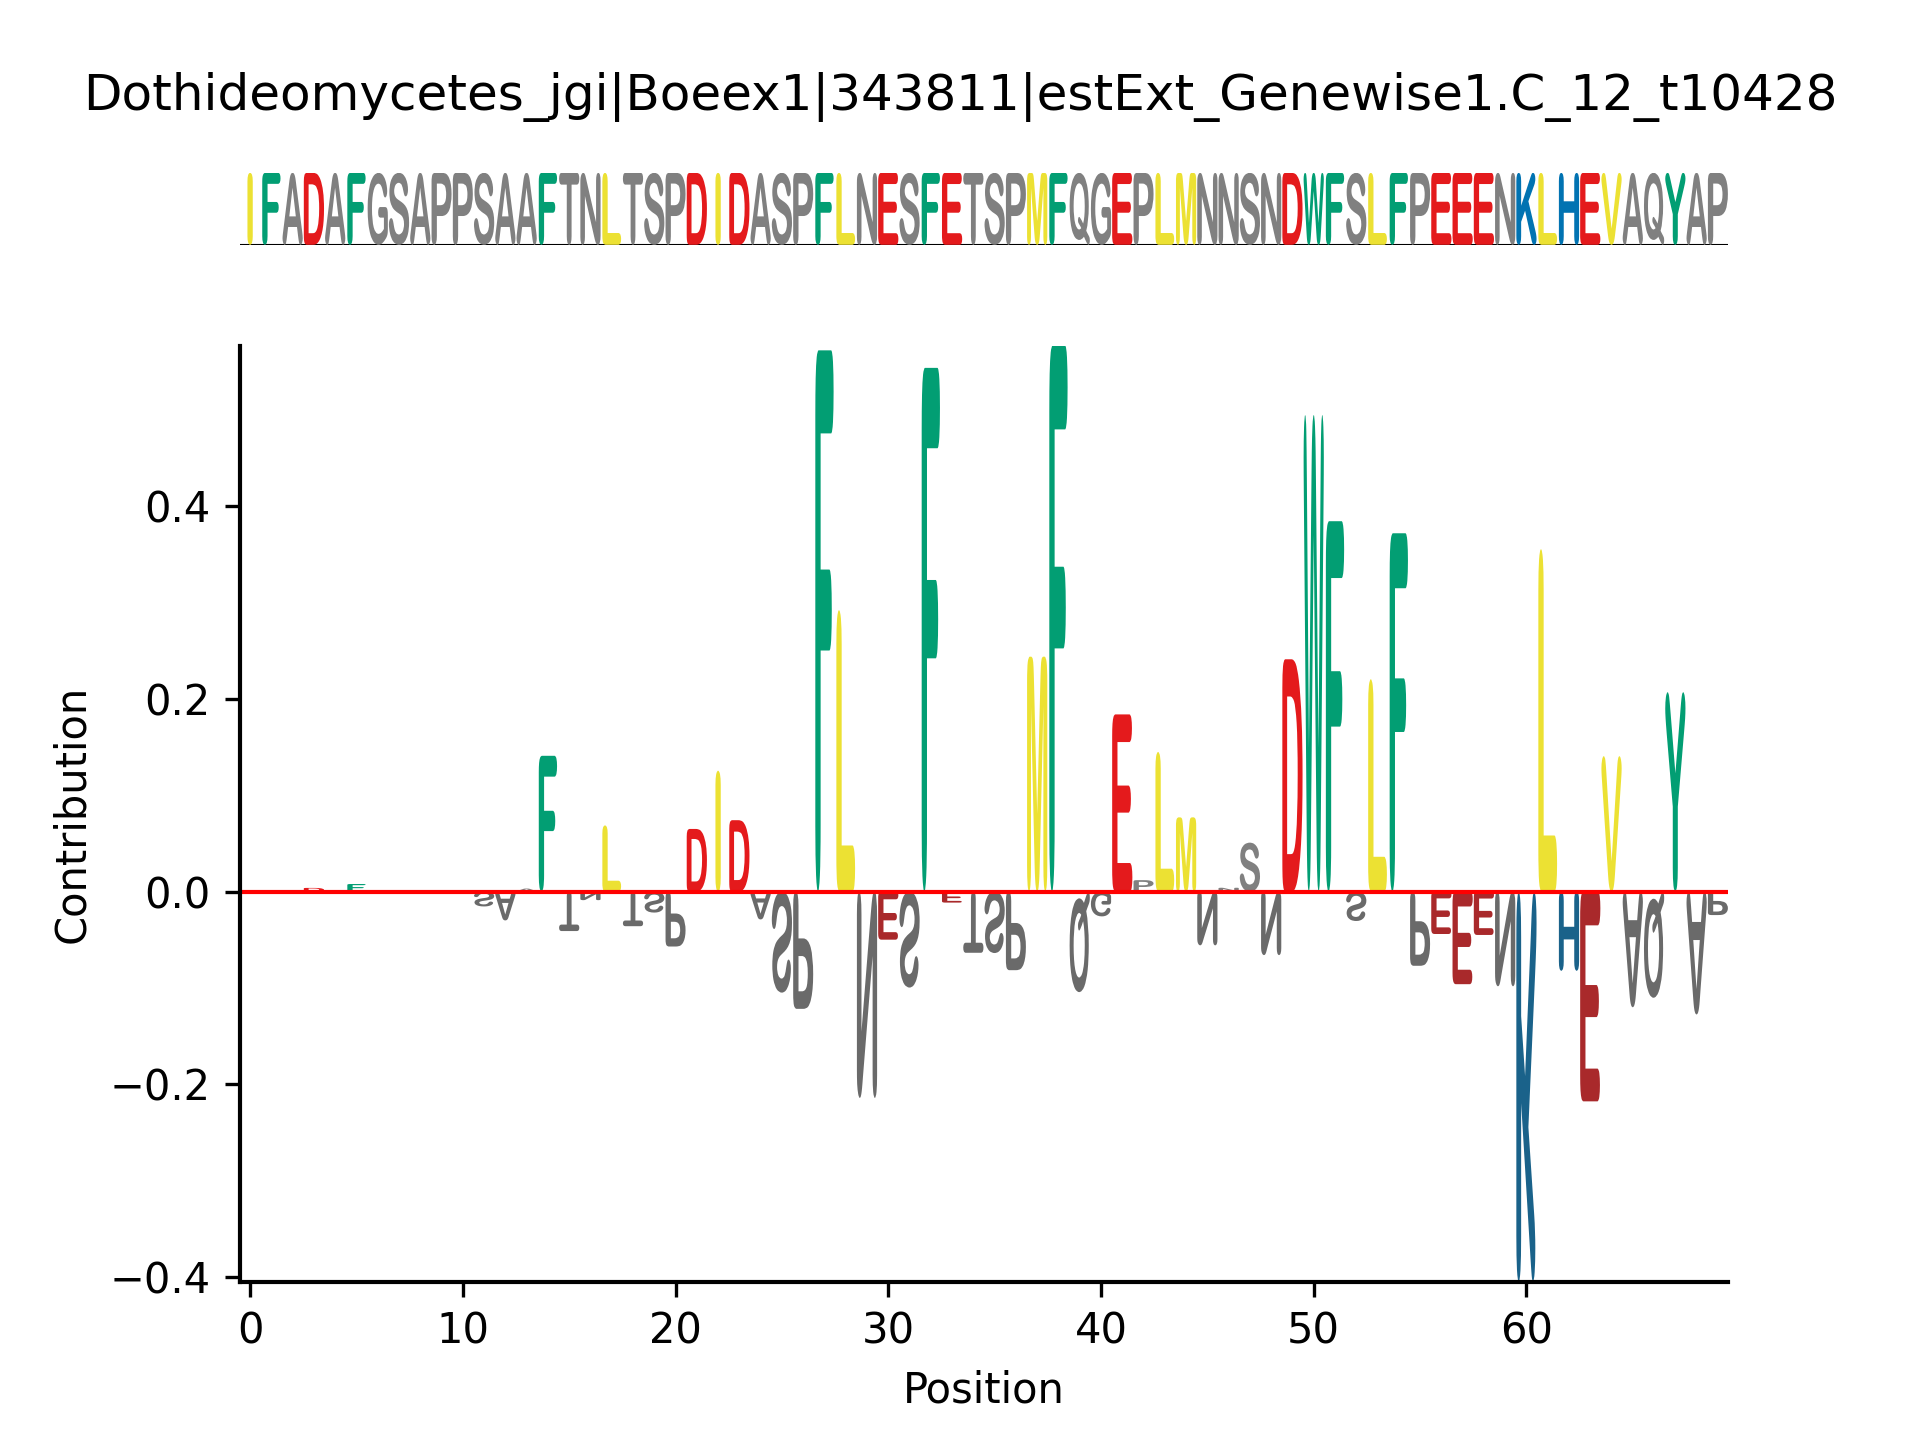 Dothideomycetes_jgi|Boeex1|343811|estExt_Genewise1.C_12_t10428
IFADAFGSAPPSAAFTNLTSPDIDASPFLNESFETSPMFQGEPLMNNSNDWFSLFPEEENKLHEVAQYAP
Contribution
0.4
0.2
0.0
−0.2
−0.4
D F S A A F T N L T S P D I D A S P F L N E S F E T S P M F Q G E P L M N N S N D W F S L F P E E E N K L H E V A Q Y A P
0 10 20 30 40 50 60
Position